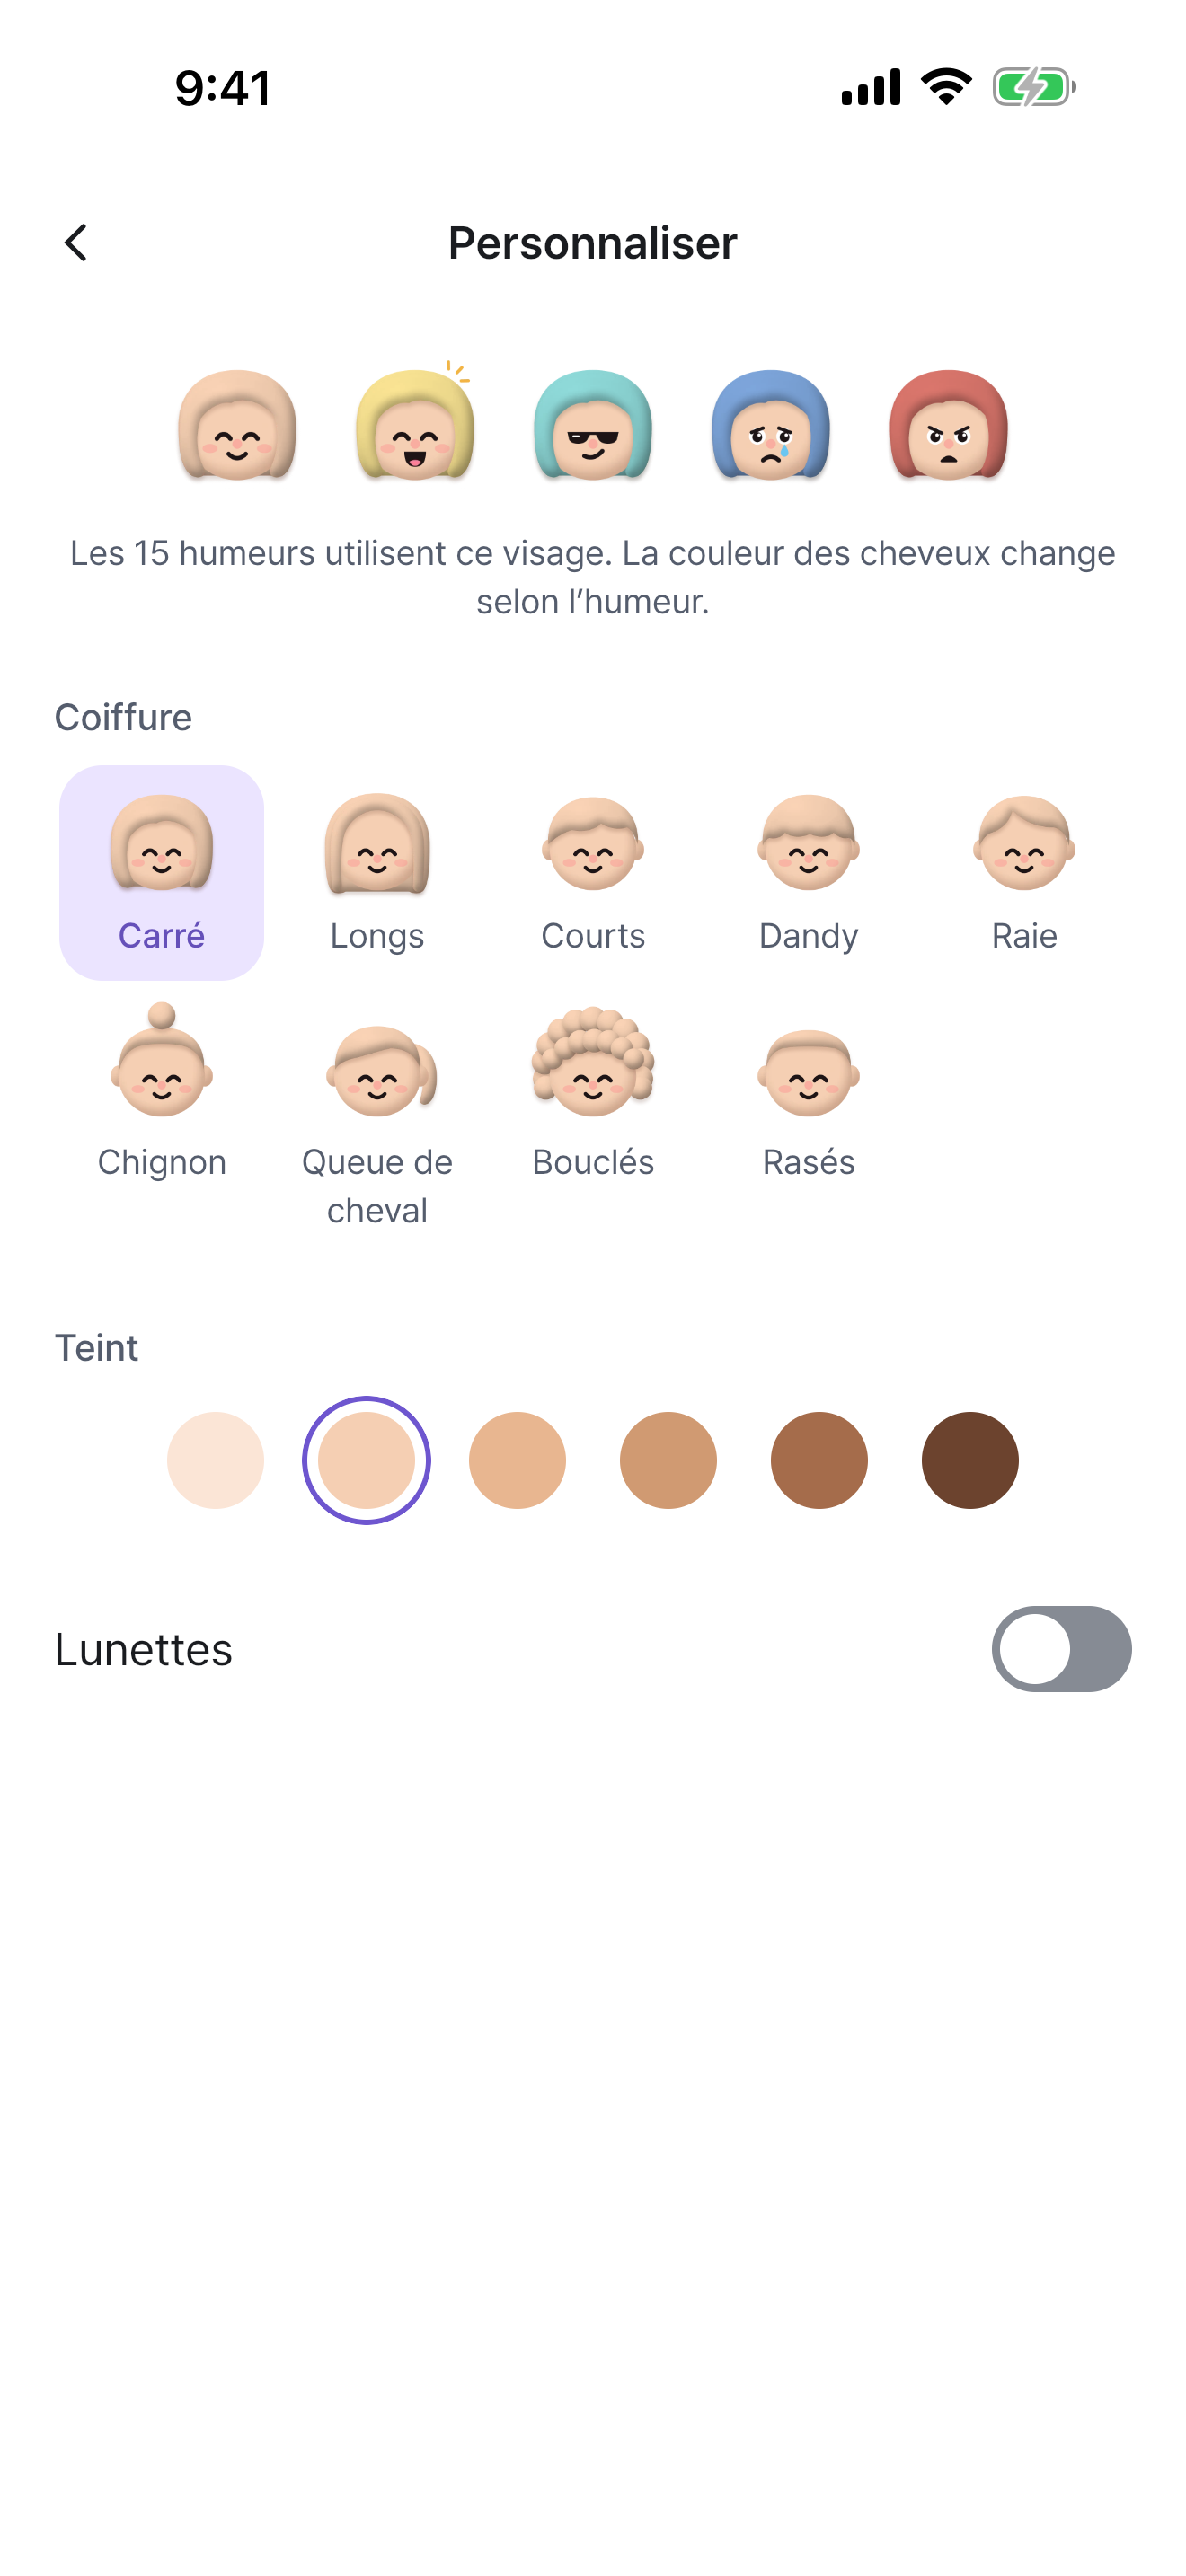 9:41
Personnaliser
Les 15 humeurs utilisent ce visage. La couleur des cheveux change
selon l’humeur.
Coiffure
Carré
Longs
Courts
Dandy
Raie
Chignon
Queue de
cheval
Bouclés
Rasés
Teint
Lunettes